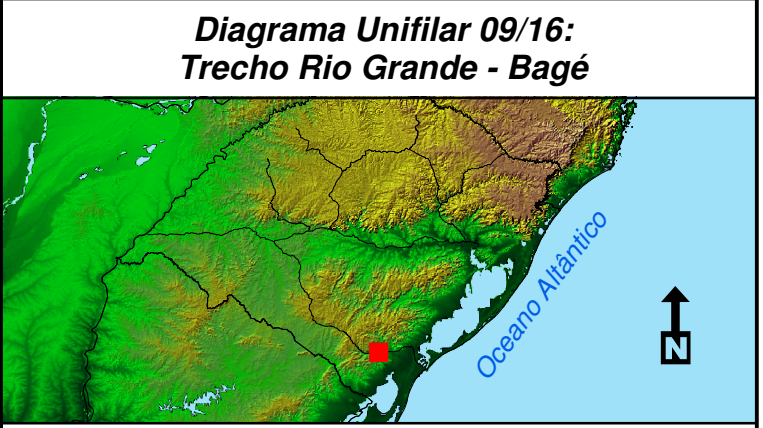 Diagrama Unifilar 09/16:
Trecho Rio Grande - Bagé
Oceano Altântico
N